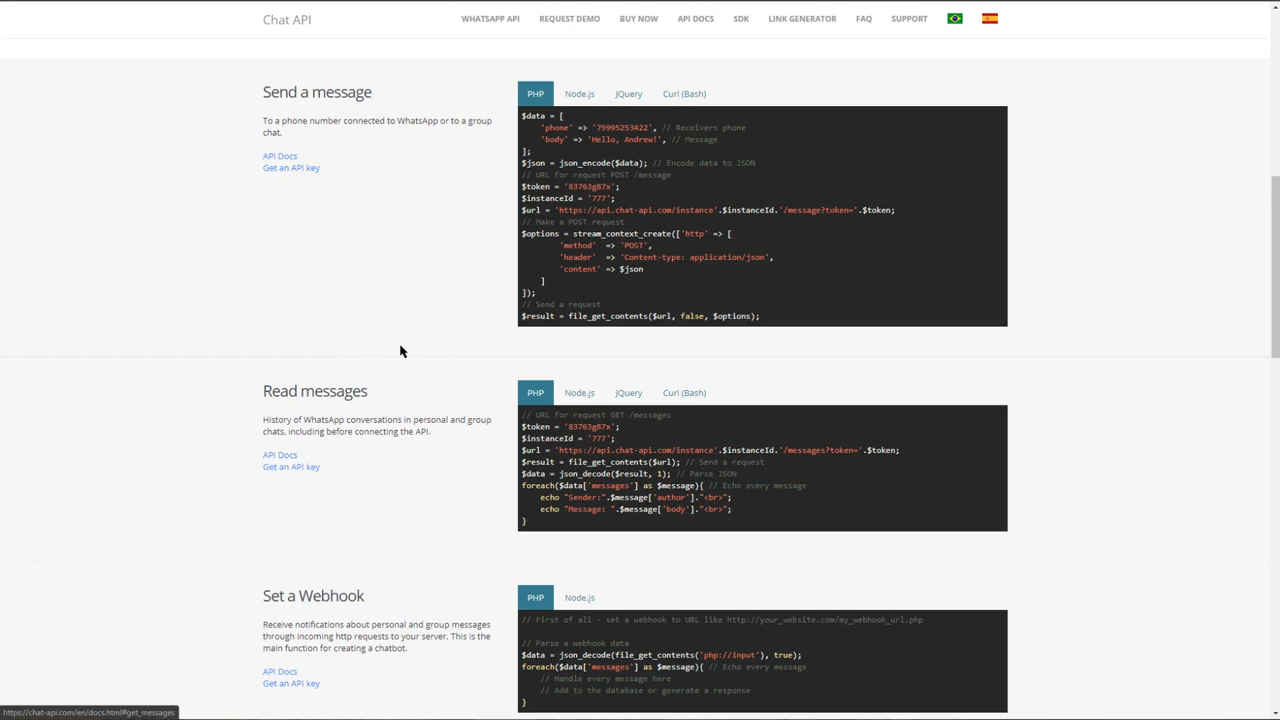 Chat API
WHATSAPP API REQUEST DEMO BUY NOW API DOCS SDK LINK GENERATOR FAQ SUPPORT
Send a message
To a phone number connected to WhatsApp or to a group
chat.
API Docs
Get an API key
PHP Node.js JQuery Curl (Bash)
$data = [
'phone' => '79995253422', // Receivers phone
'body' => 'Hello, Andrew!', // Message
];
$json = json_encode($data); // Encode data to JSON
// URL for request POST /message
$token = '83763g87x';
$instanceId = '777';
$url = 'https://api.chat-api.com/instance'.$instanceId.'/message?token='.$token;
// Make a POST request
$options = stream_context_create(['http' => [
'method' => 'POST',
'header' => 'Content-type: application/json',
'content' => $json
]
]);
// Send a request
$result = file_get_contents($url, false, $options);
Read messages
History of WhatsApp conversations in personal and group
chats, including before connecting the API.
API Docs
Get an API key
PHP Node.js JQuery Curl (Bash)
// URL for request GET /messages
$token = '83763g87x';
$instanceId = '777';
$url = 'https://api.chat-api.com/instance'.$instanceId.'/messages?token='.$token;
$result = file_get_contents($url); // Send a request
$data = json_decode($result, 1); // Parse JSON
foreach($data['messages'] as $message){ // Echo every message
echo "Sender:".$message['author']."<br>";
echo "Message: ".$message['body']."<br>";
}
Set a Webhook
Receive notifications about personal and group messages
through incoming http requests to your server. This is the
main function for creating a chatbot.
API Docs
Get an API key
PHP Node.js
// First of all - set a webhook to URL like http://your_website.com/my_webhook_url.php
// Parse a webhook data
$data = json_decode(file_get_contents('php://input'), true);
foreach($data['messages'] as $message){ // Echo every message
// Handle every message here
// Add to the database or generate a response
}
https://chat-api.com/en/docs.html#get_messages